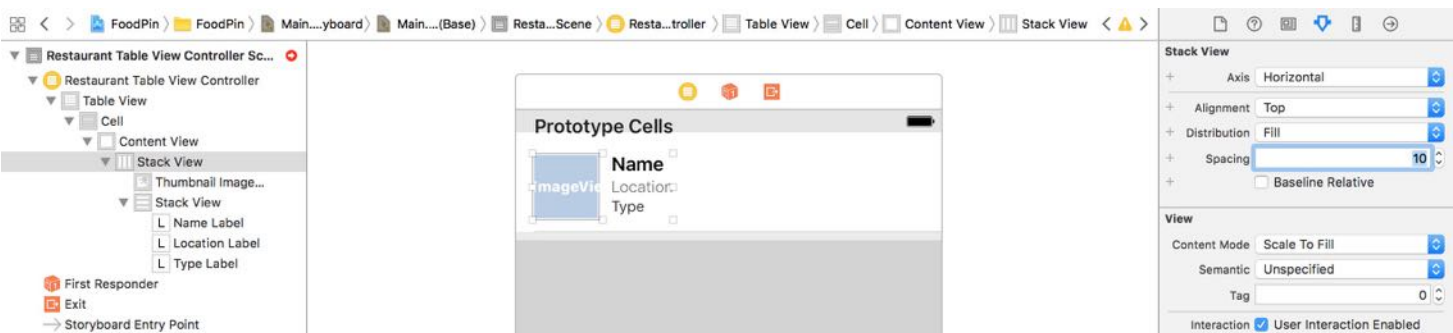 FoodPin FoodPin Main....yboard Main....(Base) Resta...Scene Resta...troller Table View Cell Content View Stack View
Restaurant Table View Controller Sc...
Restaurant Table View Controller
Table View
Cell
Content View
Stack View
Thumbnail Image...
Stack View
L Name Label
L Location Label
L Type Label
First Responder
Exit
Storyboard Entry Point
Prototype Cells
ImageVie
Name
Location
Type
Stack View
Axis Horizontal
Alignment Top
Distribution Fill
Spacing 10
Baseline Relative
View
Content Mode Scale To Fill
Semantic Unspecified
Tag 0
Interaction User Interaction Enabled